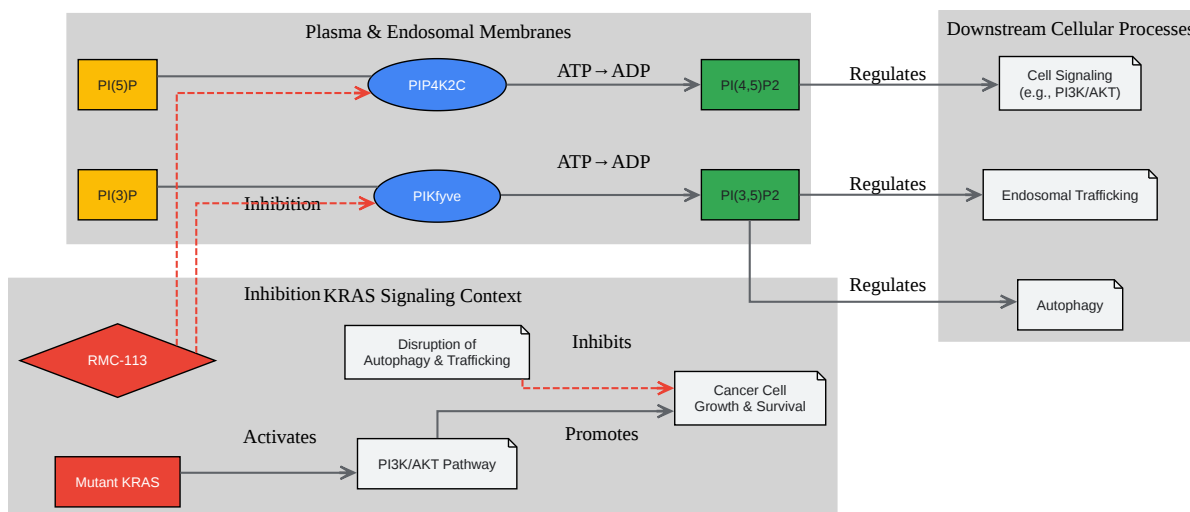 Plasma & Endosomal Membranes
Downstream Cellular Processes
PI(5)P
PIP4K2C
ATP→ADP
PI(4,5)P2
Regulates
Cell Signaling
(e.g., PI3K/AKT)
PI(3)P
Inhibition
PIKfyve
ATP→ADP
PI(3,5)P2
Regulates
Endosomal Trafficking
Regulates
Autophagy
Inhibition
KRAS Signaling Context
RMC-113
Disruption of
Autophagy & Trafficking
Inhibits
Cancer Cell
Growth & Survival
Activates
Promotes
PI3K/AKT Pathway
Mutant KRAS